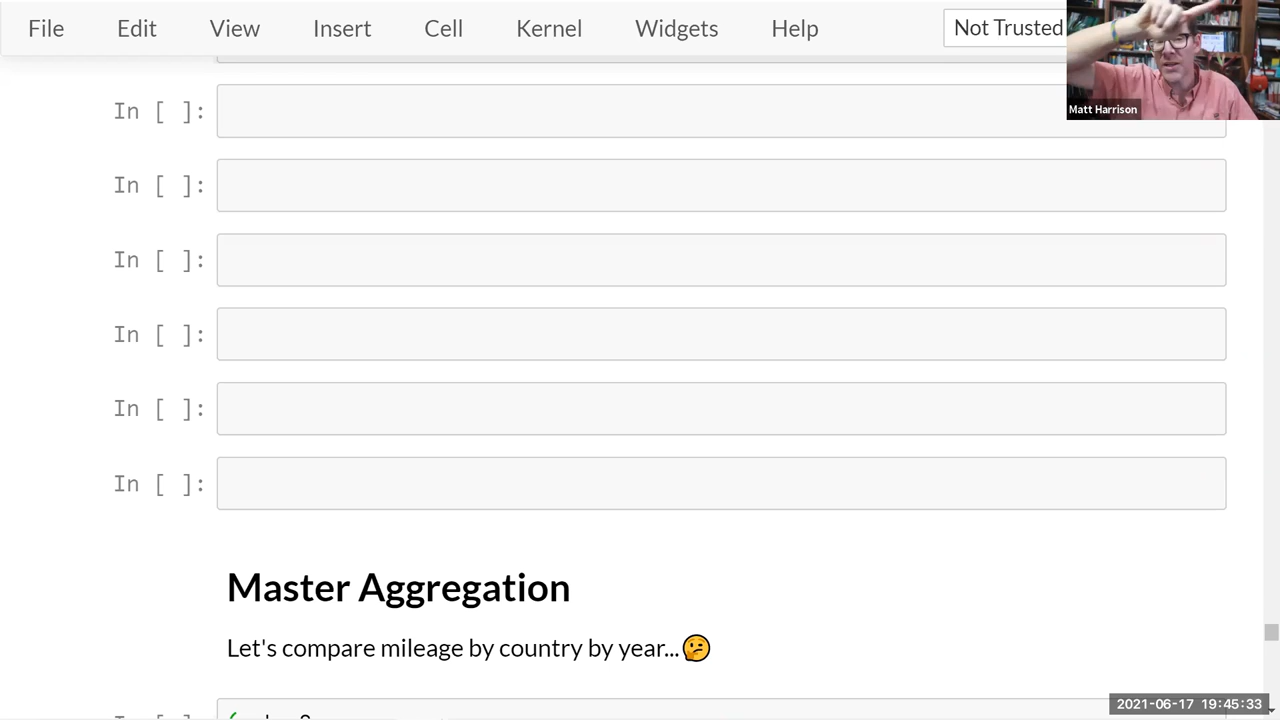 File Edit View Insert Cell Kernel Widgets Help Not Trusted
Matt Harrison
In [ ]:
In [ ]:
In [ ]:
In [ ]:
In [ ]:
In [ ]:
Master Aggregation
Let's compare mileage by country by year...🤔
2021-06-17 19:45:33